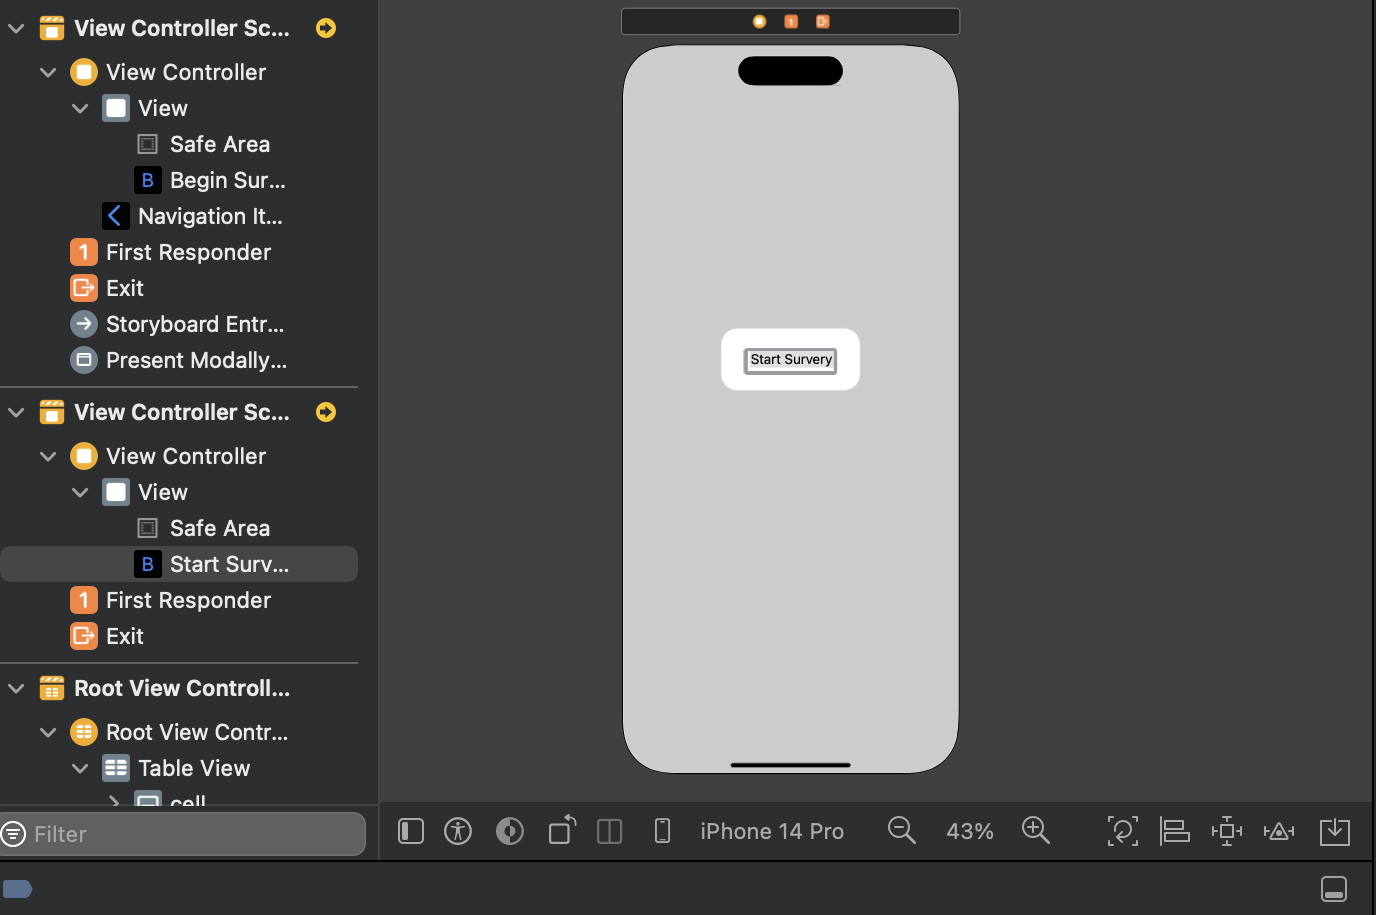 View Controller Sc...
View Controller
View
Safe Area
B Begin Sur...
Navigation It...
1 First Responder
Exit
Storyboard Entr...
Present Modally...
View Controller Sc...
View Controller
View
Safe Area
B Start Surv...
1 First Responder
Exit
Root View Controll...
Root View Contr...
Table View
cell
Filter
1
Start Survery
iPhone 14 Pro
43%